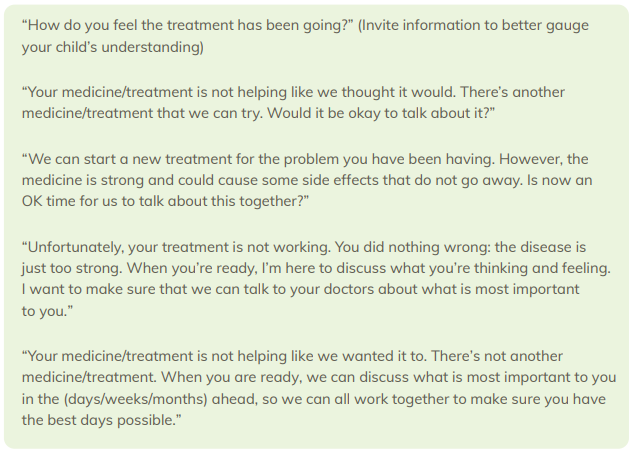 “How do you feel the treatment has been going?” (Invite information to better gauge
your child’s understanding)
“Your medicine/treatment is not helping like we thought it would. There’s another
medicine/treatment that we can try. Would it be okay to talk about it?”
“We can start a new treatment for the problem you have been having. However, the
medicine is strong and could cause some side effects that do not go away. Is now an
OK time for us to talk about this together?”
“Unfortunately, your treatment is not working. You did nothing wrong: the disease is
just too strong. When you’re ready, I’m here to discuss what you’re thinking and feeling.
I want to make sure that we can talk to your doctors about what is most important
to you.”
“Your medicine/treatment is not helping like we wanted it to. There’s not another
medicine/treatment. When you are ready, we can discuss what is most important to you
in the (days/weeks/months) ahead, so we can all work together to make sure you have
the best days possible.”